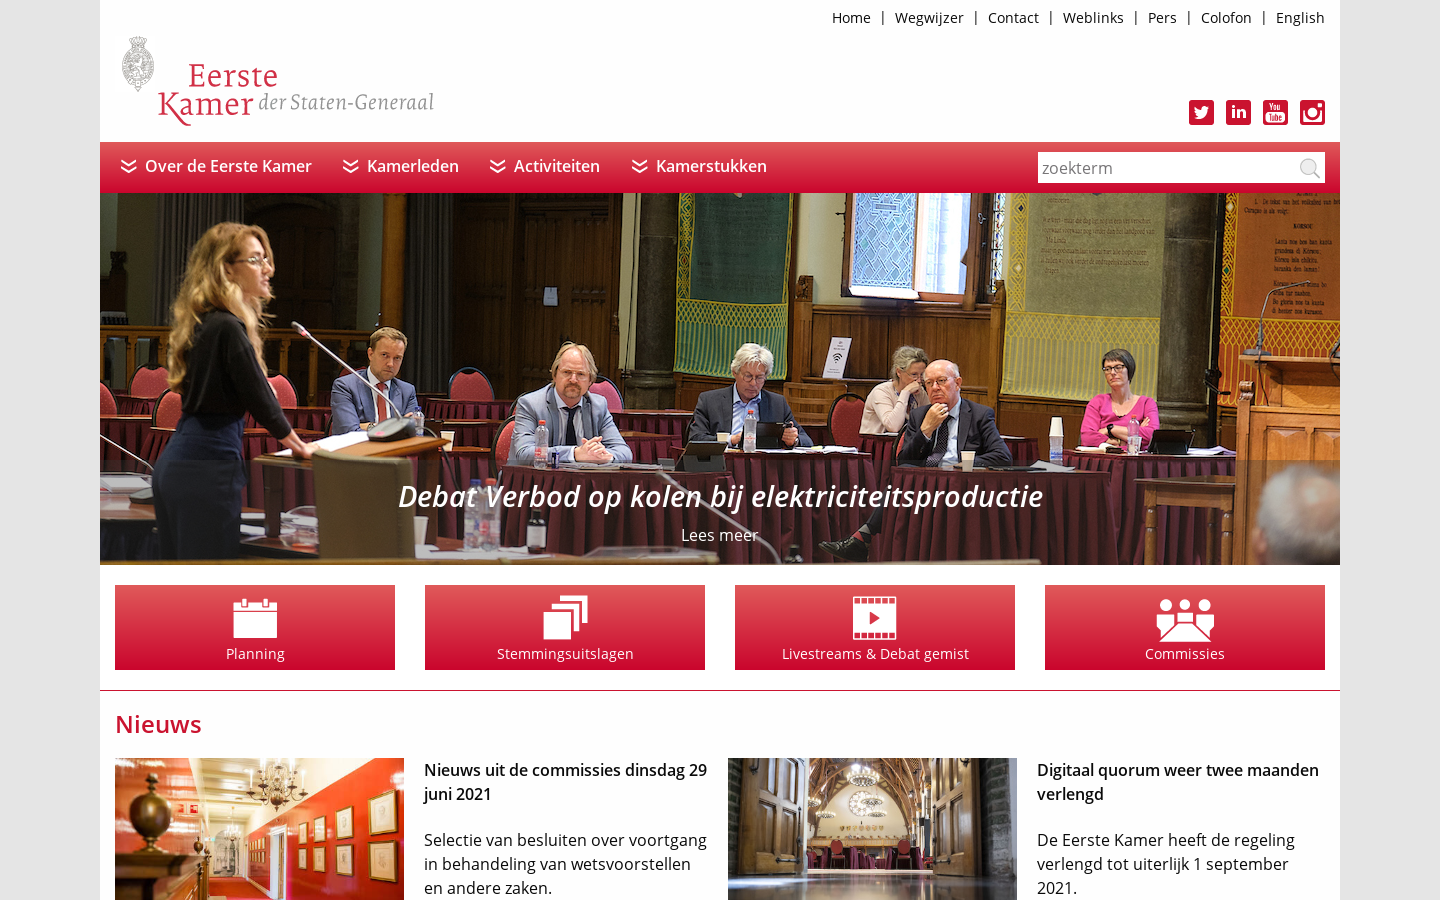 Home | Wegwijzer | Contact | Weblinks | Pers | Colofon | English
Eerste
Kamer der Staten-Generaal
You
Tube
Over de Eerste Kamer
Kamerleden
Activiteiten
Kamerstukken
zoekterm
Debat Verbod op kolen bij elektriciteitsproductie
Lees meer
Planning
Stemmingsuitslagen
Livestreams & Debat gemist
Commissies
Nieuws
Nieuws uit de commissies dinsdag 29
juni 2021
Selectie van besluiten over voortgang
in behandeling van wetsvoorstellen
en andere zaken.
Digitaal quorum weer twee maanden
verlengd
De Eerste Kamer heeft de regeling
verlengd tot uiterlijk 1 september
2021.